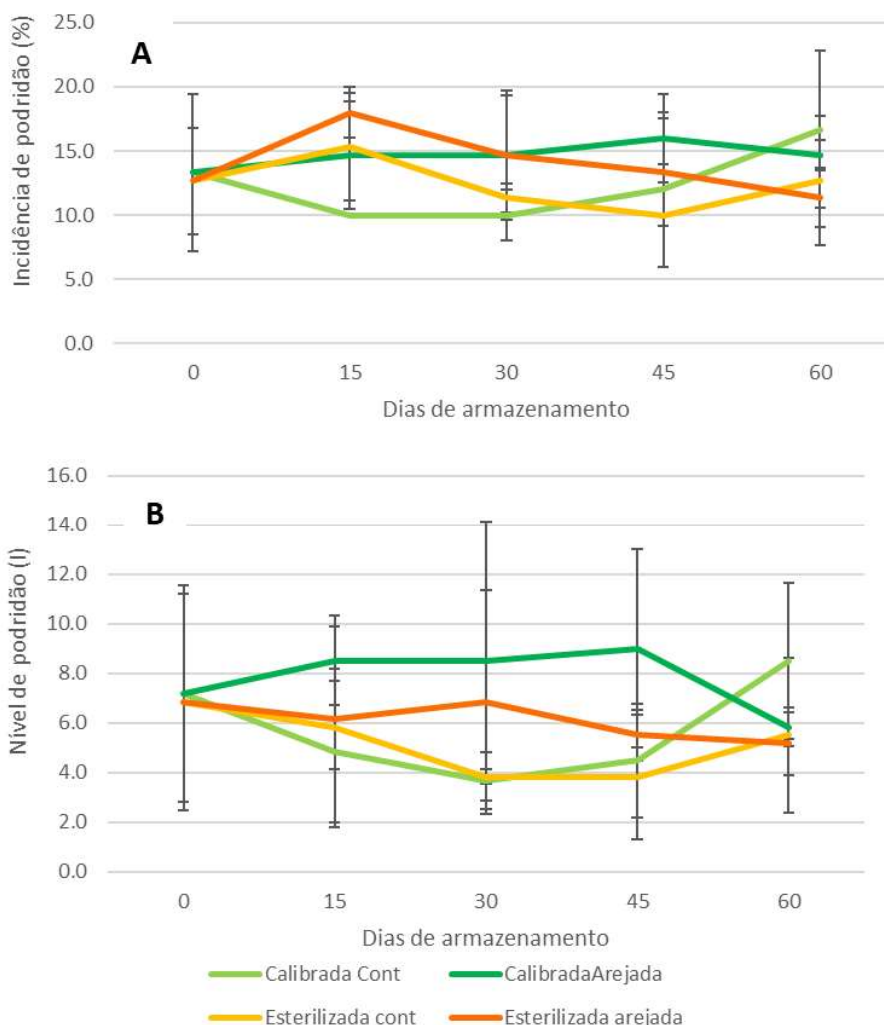 Incidência de podridão (%)
A
25.0
20.0
15.0
10.0
5.0
0.0
0 15 30 45 60
Dias de armazenamento
Nível de podridão (I)
B
16.0
14.0
12.0
10.0
8.0
6.0
4.0
2.0
0.0
0 15 30 45 60
Dias de armazenamento
Calibrada Cont CalibradaArejada
Esterilizada cont Esterilizada arejada